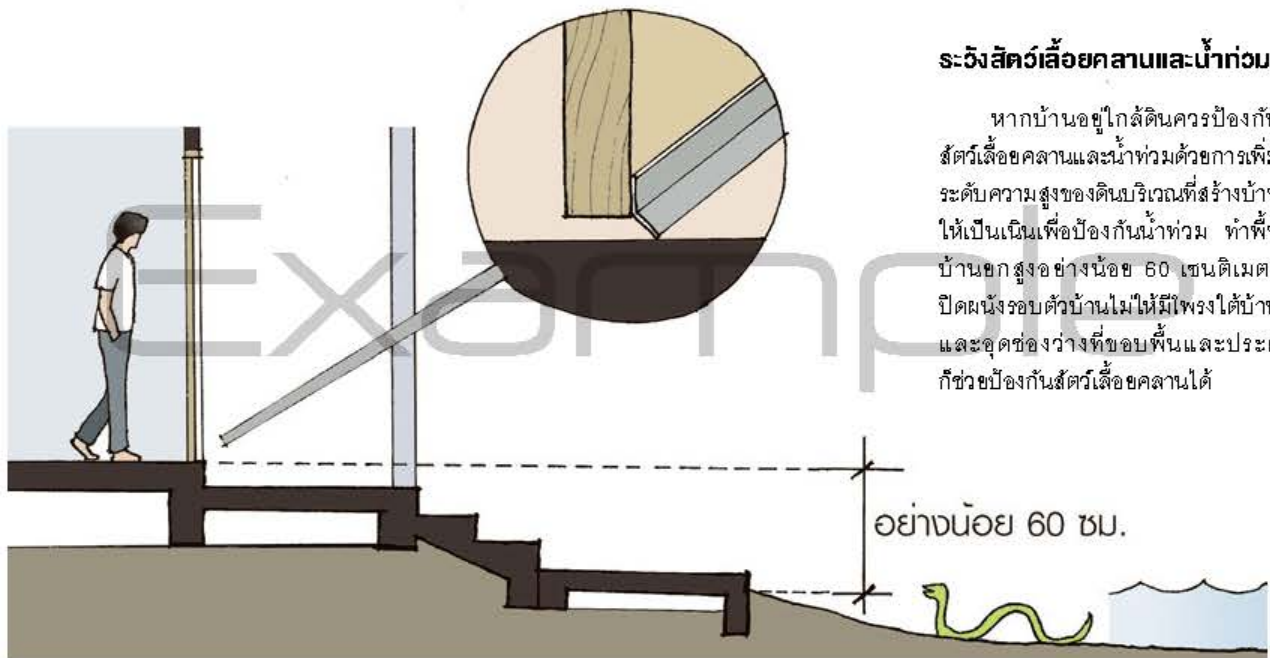 ระวังสัตว์เลื้อยคลานและน้ำท่วม
หากบ้านอยู่ใกล้ดินควรป้องกัน
สัตว์เลื้อยคลานและน้ำท่วมด้วยการเพิ่ม
ระดับความสูงของดินบริเวณที่สร้างบ้าน
ให้เป็นเนินเพื่อป้องกันน้ำท่วม ทำพื้น
บ้านยกสูงอย่างน้อย 60 เซนติเมต
ปิดผนังรอบตัวบ้านไม่ให้มีโพรงใต้บ้าน
และอุดช่องว่างที่ขอบพื้นและประ
ก็ช่วยป้องกันสัตว์เลื้อยคลานได้
Example
อย่างน้อย 60 ซม.